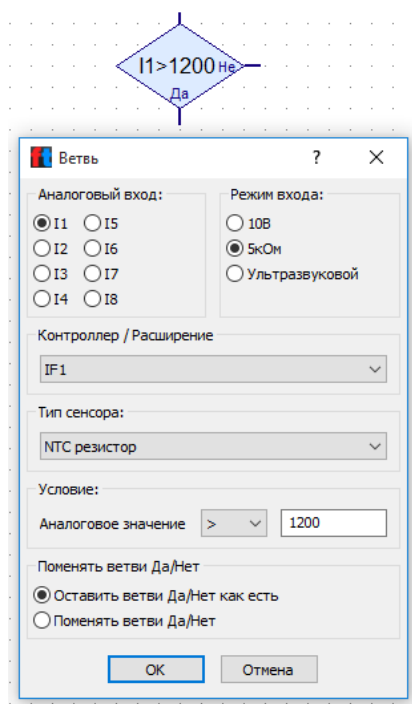 I1>1200 Не
Да
ft Ветвь ? ✕
Аналоговый вход: Режим входа:
I1 I5 10В
I2 I6 5кОм
I3 I7 Ультразвуковой
I4 I8
Контроллер / Расширение
IF1
Тип сенсора:
NTC резистор
Условие:
Аналоговое значение > 1200
Поменять ветви Да/Нет
Оставить ветви Да/Нет как есть
Поменять ветви Да/Нет
ОК Отмена